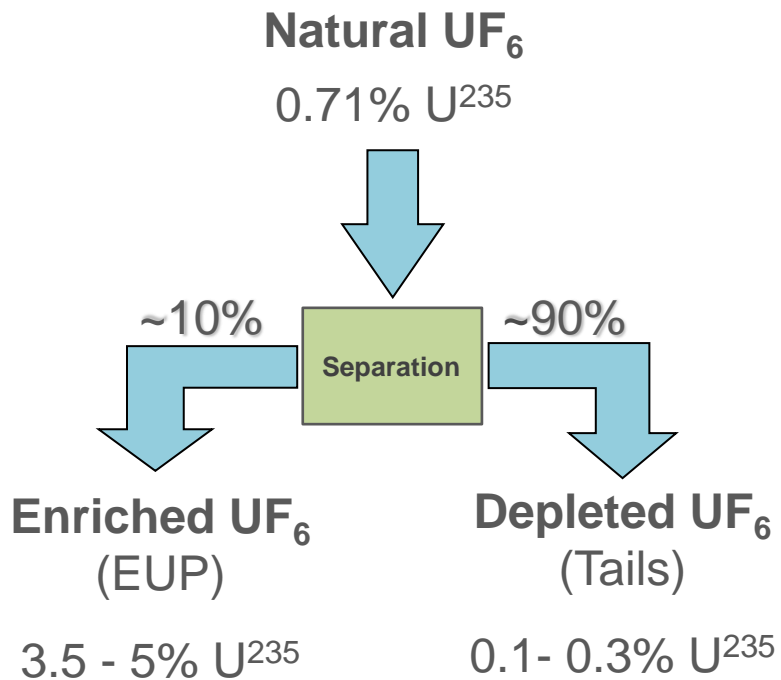 Natural UF₆
0.71% U²³⁵
~10%
~90%
Separation
Enriched UF₆
(EUP)
3.5 - 5% U²³⁵
Depleted UF₆
(Tails)
0.1- 0.3% U²³⁵